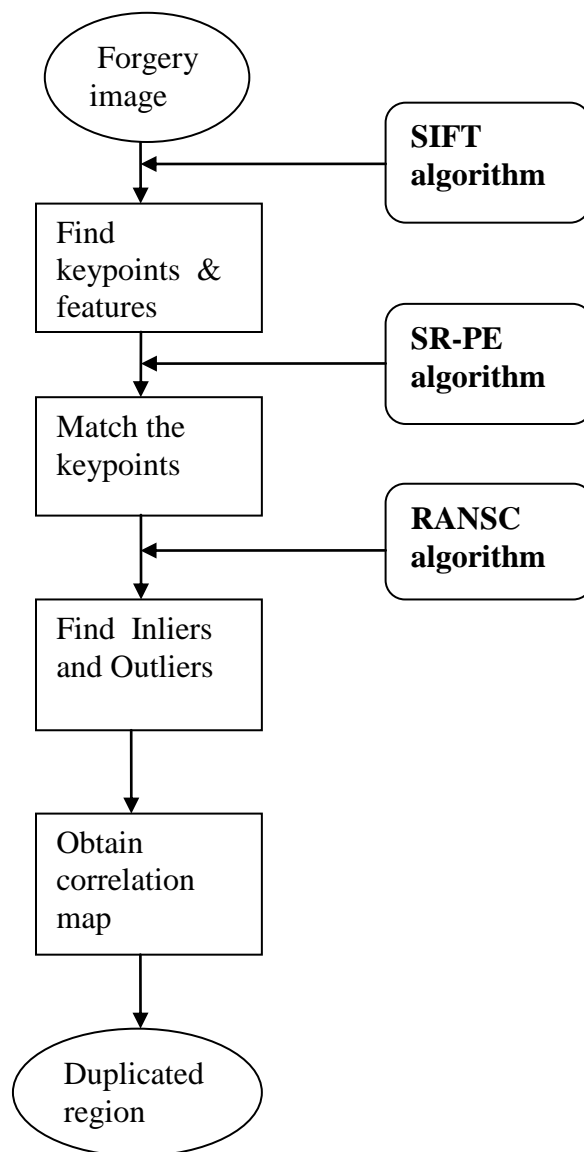 Forgery
image
SIFT
algorithm
Find
keypoints &
features
SR-PE
algorithm
Match the
keypoints
RANSC
algorithm
Find Inliers
and Outliers
Obtain
correlation
map
Duplicated
region